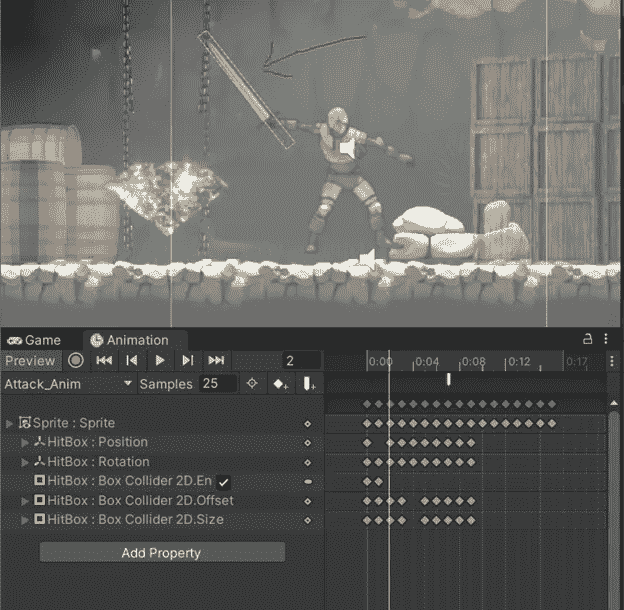 Game
Animation
Preview
2
0:00
0:04
0:08
0:12
0:17
Attack_Anim
Samples
25
Sprite : Sprite
HitBox : Position
HitBox : Rotation
HitBox : Box Collider 2D.En
HitBox : Box Collider 2D.Offset
HitBox : Box Collider 2D.Size
Add Property